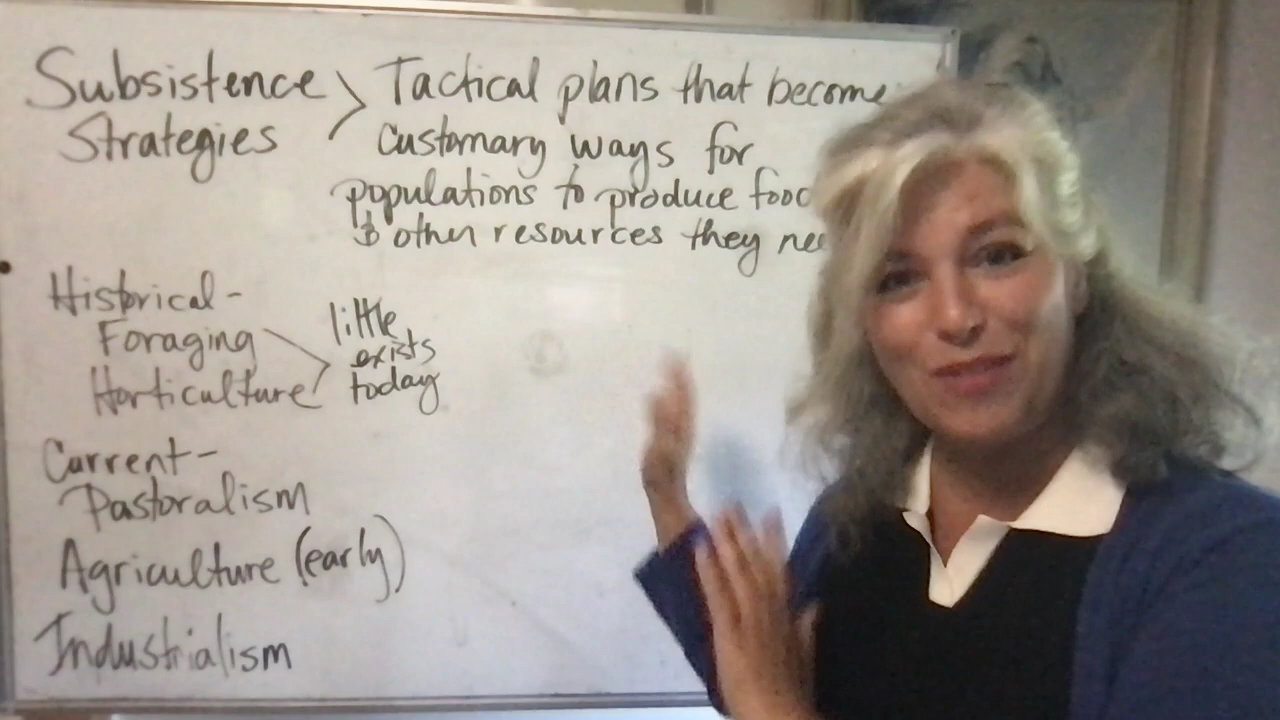 Subsistence > Tactical plans that become
Strategies customary ways for
populations to produce
& other resources they
Historical-
Foraging
Horticulture
little
exists
today
Current-
Pastoralism
Agriculture (early)
Industrialism